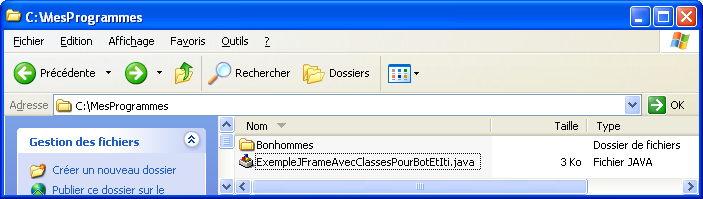 C:\MesProgrammes
Fichier Edition Affichage Favoris Outils ?
Précédente Rechercher Dossiers
Adresse C:\MesProgrammes OK
Gestion des fichiers
Créer un nouveau dossier
Publier ce dossier sur le
Nom Taille Type
Bonhommes Dossier de fichiers
ExempleJFrameAvecClassesPourBotEtIti.java 3 Ko Fichier JAVA